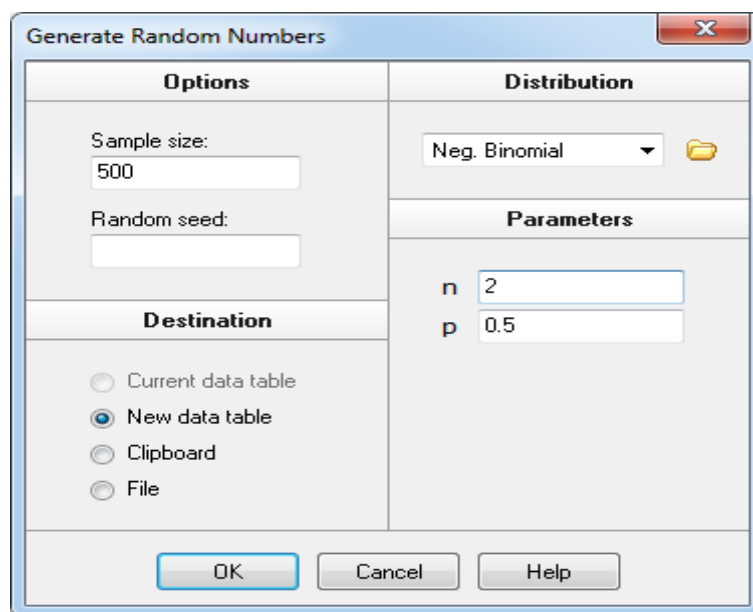 Generate Random Numbers
Options
Sample size:
500
Random seed:
Destination
Current data table
New data table
Clipboard
File
Distribution
Neg. Binomial
Parameters
n 2
p 0.5
OK Cancel Help